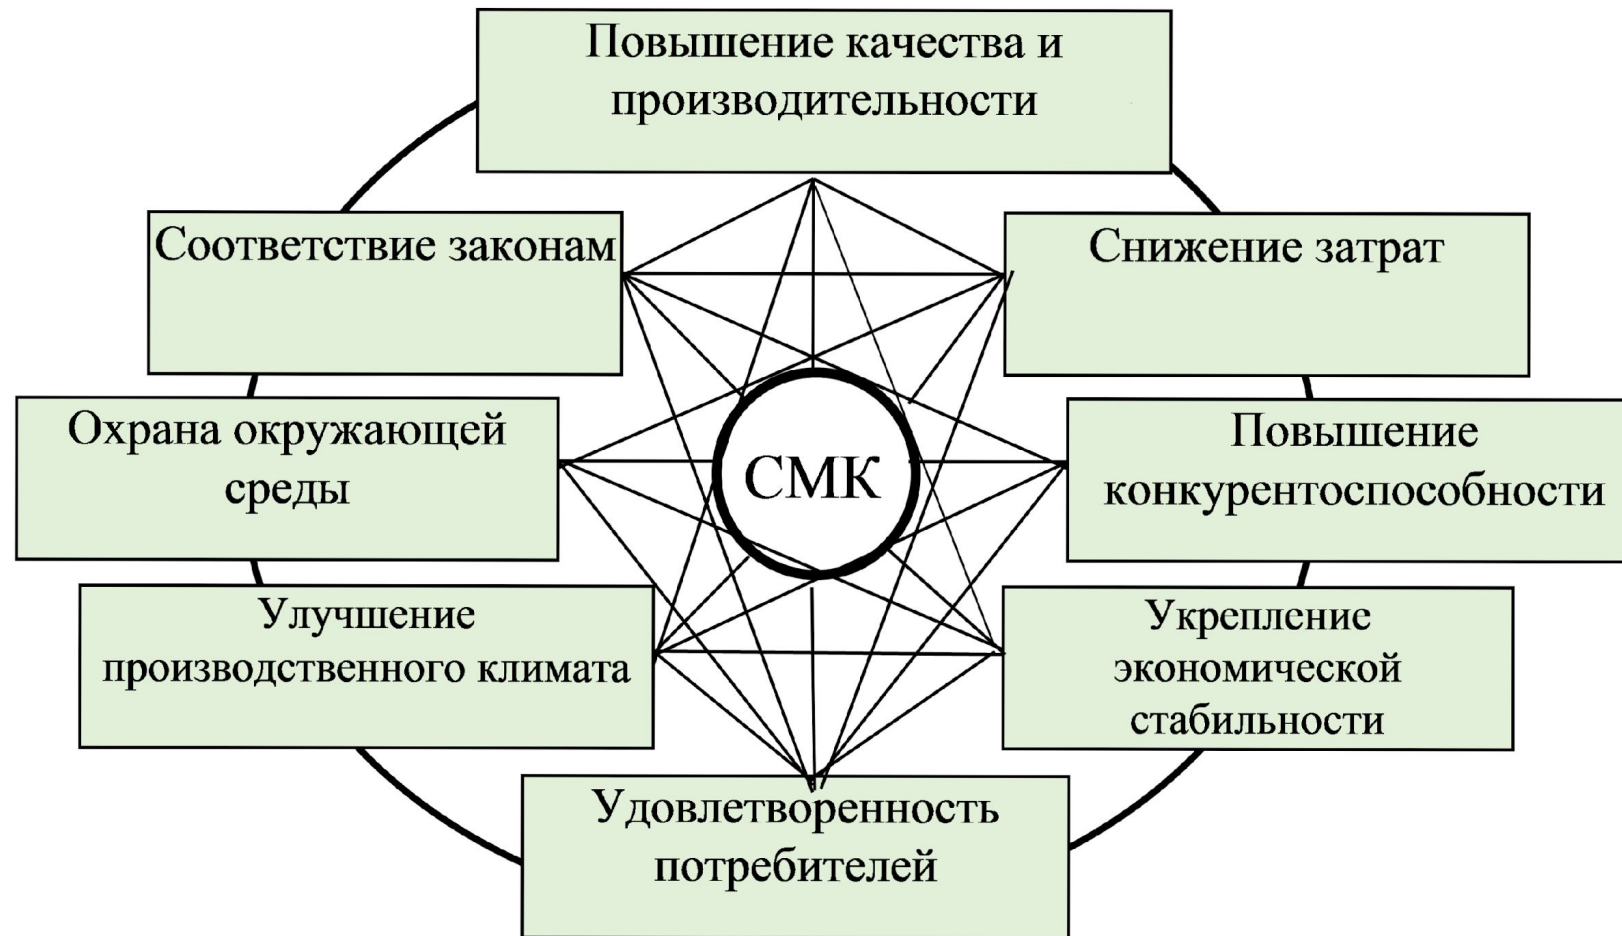 Повышение качества и
производительности
Соответствие законам
Снижение затрат
Охрана окружающей
среды
СМК
Повышение
конкурентоспособности
Улучшение
производственного климата
Укрепление
экономической
стабильности
Удовлетворенность
потребителей